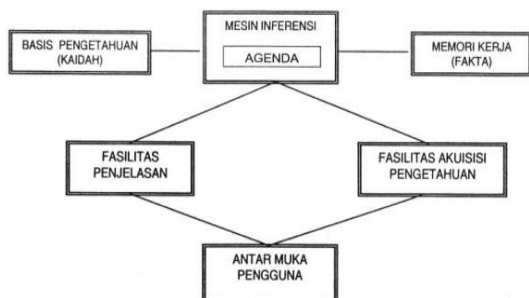 MESIN INFERENSI
AGENDA
BASIS PENGETAHUAN
(KAIDAH)
MEMORI KERJA
(FAKTA)
FASILITAS
PENJELASAN
FASILITAS AKUISISI
PENGETAHUAN
ANTAR MUKA
PENGGUNA